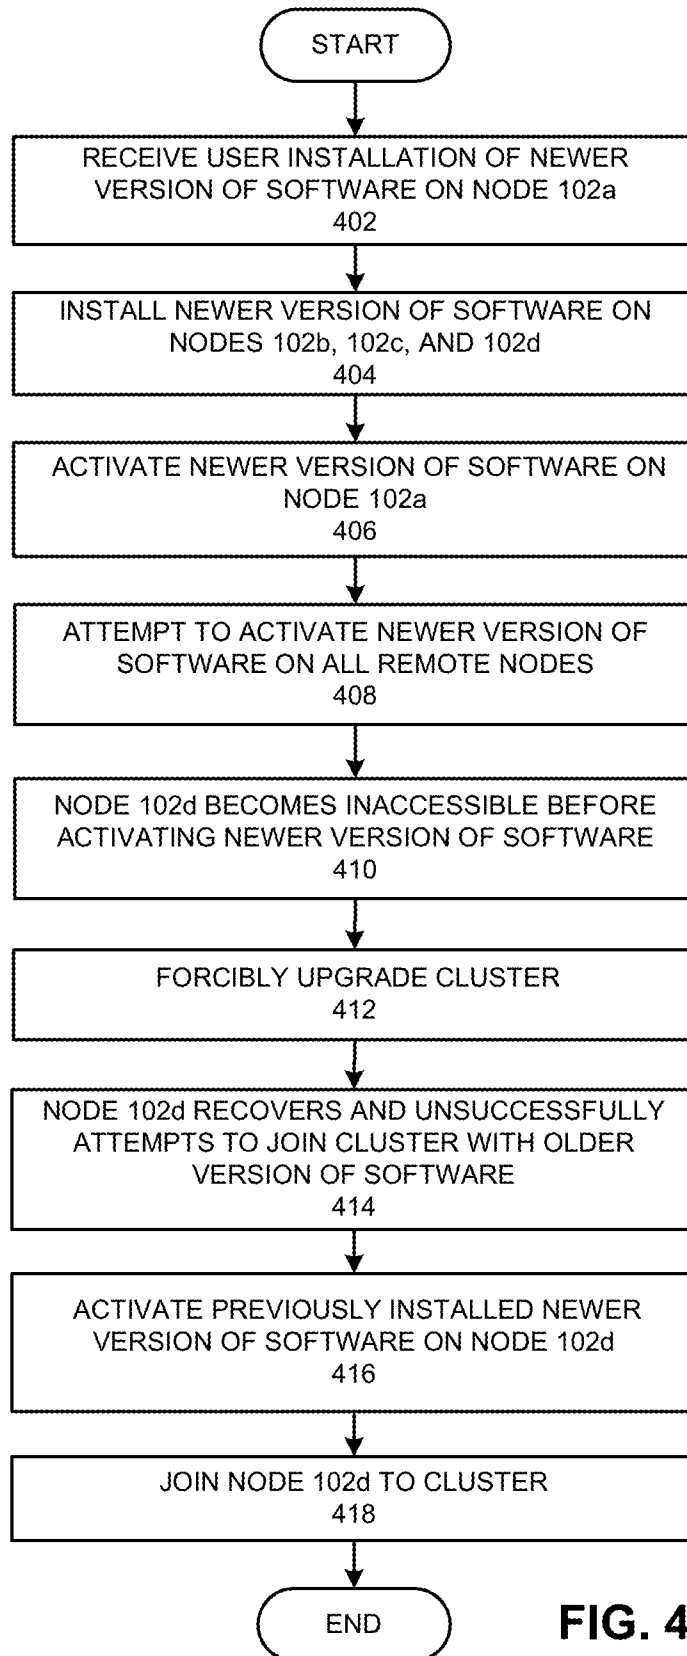 START
RECEIVE USER INSTALLATION OF NEWER
VERSION OF SOFTWARE ON NODE 102a
402
INSTALL NEWER VERSION OF SOFTWARE ON
NODES 102b, 102c, AND 102d
404
ACTIVATE NEWER VERSION OF SOFTWARE ON
NODE 102a
406
ATTEMPT TO ACTIVATE NEWER VERSION OF
SOFTWARE ON ALL REMOTE NODES
408
NODE 102d BECOMES INACCESSIBLE BEFORE
ACTIVATING NEWER VERSION OF SOFTWARE
410
FORCIBLY UPGRADE CLUSTER
412
NODE 102d RECOVERS AND UNSUCCESSFULLY
ATTEMPTS TO JOIN CLUSTER WITH OLDER
VERSION OF SOFTWARE
414
ACTIVATE PREVIOUSLY INSTALLED NEWER
VERSION OF SOFTWARE ON NODE 102d
416
JOIN NODE 102d TO CLUSTER
418
END
FIG. 4